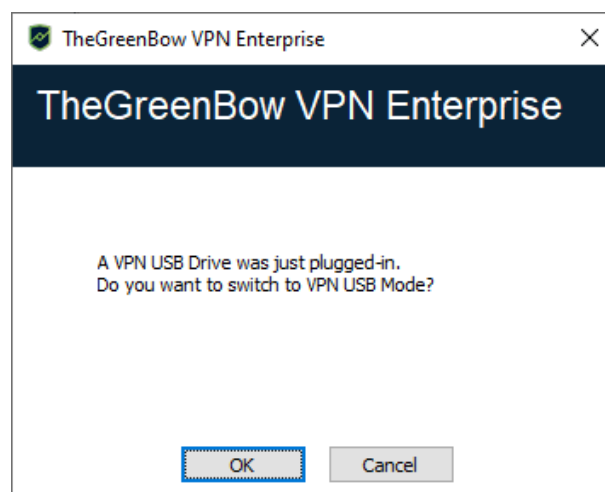 TheGreenBow VPN Enterprise
TheGreenBow VPN Enterprise
A VPN USB Drive was just plugged-in.
Do you want to switch to VPN USB Mode?
OK
Cancel